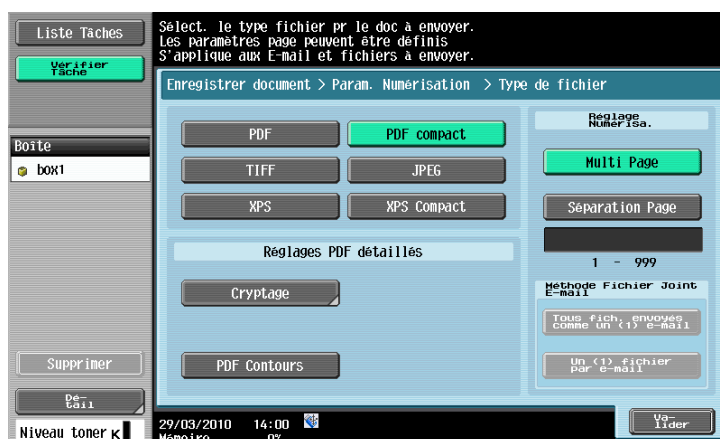 Liste Tâches
Vérifier
Tâche
Sélect. le type fichier pr le doc à envoyer.
Les paramètres page peuvent être définis
S'applique aux E-mail et fichiers à envoyer.
Enregistrer document > Param. Numérisation > Type de fichier
Boîte
box1
PDF
PDF compact
TIFF
JPEG
XPS
XPS Compact
Réglages PDF détaillés
Cryptage
PDF Contours
Réglage
Numérisa.
Multi Page
Séparation Page
1 - 999
Méthode Fichier Joint
E-mail
Tous fich. envoyés
comme un (1) e-mail
Un (1) fichier
par e-mail
Supprimer
Dé-
tail
Niveau toner K
29/03/2010 14:00
Mémoire 0%
Va-
lider